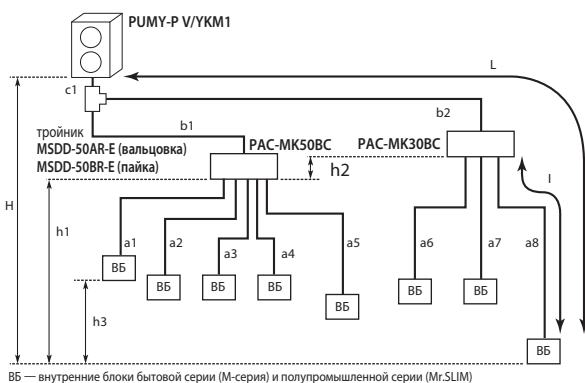 PUMY-P V/YKM1
L
c1
b2
тройник
MSDD-50AR-E (вальцовка)
MSDD-50BR-E (пайка)
b1
PAC-MK50BC
PAC-MK30BC
h2
l
H
h1
a1
a2
a3
a4
a5
a6
a7
a8
ВБ
ВБ
ВБ
ВБ
ВБ
ВБ
ВБ
ВБ
h3
ВБ — внутренние блоки бытовой серии (М-серия) и полупромышленной серии (Mr.SLIM)